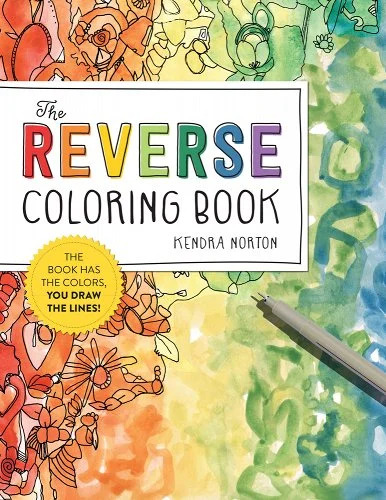 The
REVERSE
COLORING BOOK
KENDRA NORTON
THE
BOOK HAS
THE COLORS,
YOU DRAW
THE LINES!